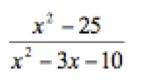 x² – 25
x² – 3x – 10